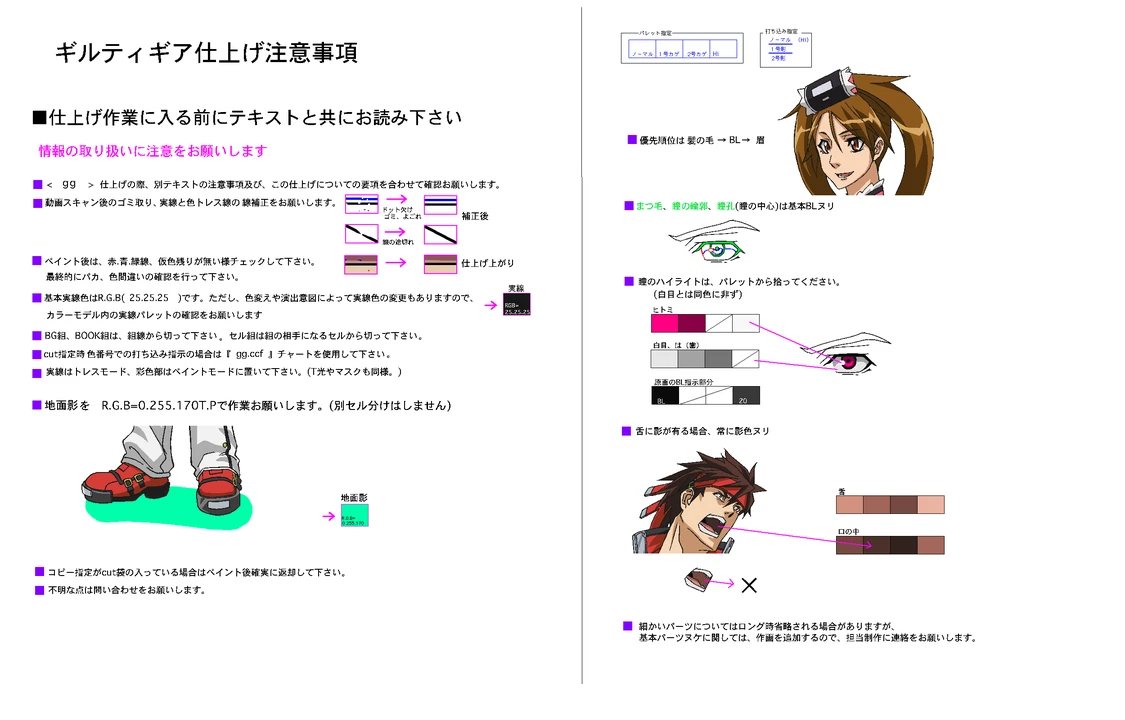 ギルティギア仕上げ注意事項
■仕上げ作業に入る前にテキストと共にお読み下さい
情報の取り扱いに注意をお願いします
■ < gg > 仕上げの際、別テキストの注意事項及び、この仕上げについての要項を合わせて確認お願いします。
■ 動画スキャン後のゴミ取り、実線と色トレス線の線補正をお願いします。
ドット欠け
ゴミ、よごれ
補正後
線の途切れ
■ ペイント後は、赤.青.緑線、仮色残りが無い様チェックして下さい。
最終的にパカ、色間違いの確認を行って下さい。
仕上げ上がり
■ 基本実線色はR.G.B( 25.25.25 )です。ただし、色変えや演出意図によって実線色の変更もありますので、
カラーモデル内の実線パレットの確認をお願いします
実線
RGB=
25.25.25
■ BG組、BOOK組は、組線から切って下さい。セル組は組の相手になるセルから切って下さい。
■ cut指定時色番号での打ち込み指示の場合は『 gg.ccf 』チャートを使用して下さい。
■ 実線はトレスモード、彩色部はペイントモードに置いて下さい。(T光やマスクも同様。)
■ 地面影を R.G.B=0.255.170T.Pで作業お願いします。(別セル分けはしません)
地面影
R.G.B=
0.255.170
■ コピー指定がcut袋の入っている場合はペイント後確実に返却して下さい。
■ 不明な点は問い合わせをお願いします。
パレット指定
ノーマル 1号カゲ 2号カゲ Hi
打ち込み指定
ノーマル (Hi)
1号影
2号影
■ 優先順位は 髪の毛 → BL→ 眉
■ まつ毛、瞳の輪郭、瞳孔(瞳の中心)は基本BLヌリ
■ 瞳のハイライトは、パレットから拾ってください。
(白目とは同色に非ず)
ヒトミ
白目、は(歯)
原画のBL指示部分
BL
20
■ 舌に影が有る場合、常に影色ヌリ
舌
口の中
■ 細かいパーツについてはロング時省略される場合がありますが、
基本パーツヌケに関しては、作画を追加するので、担当制作に連絡をお願いします。